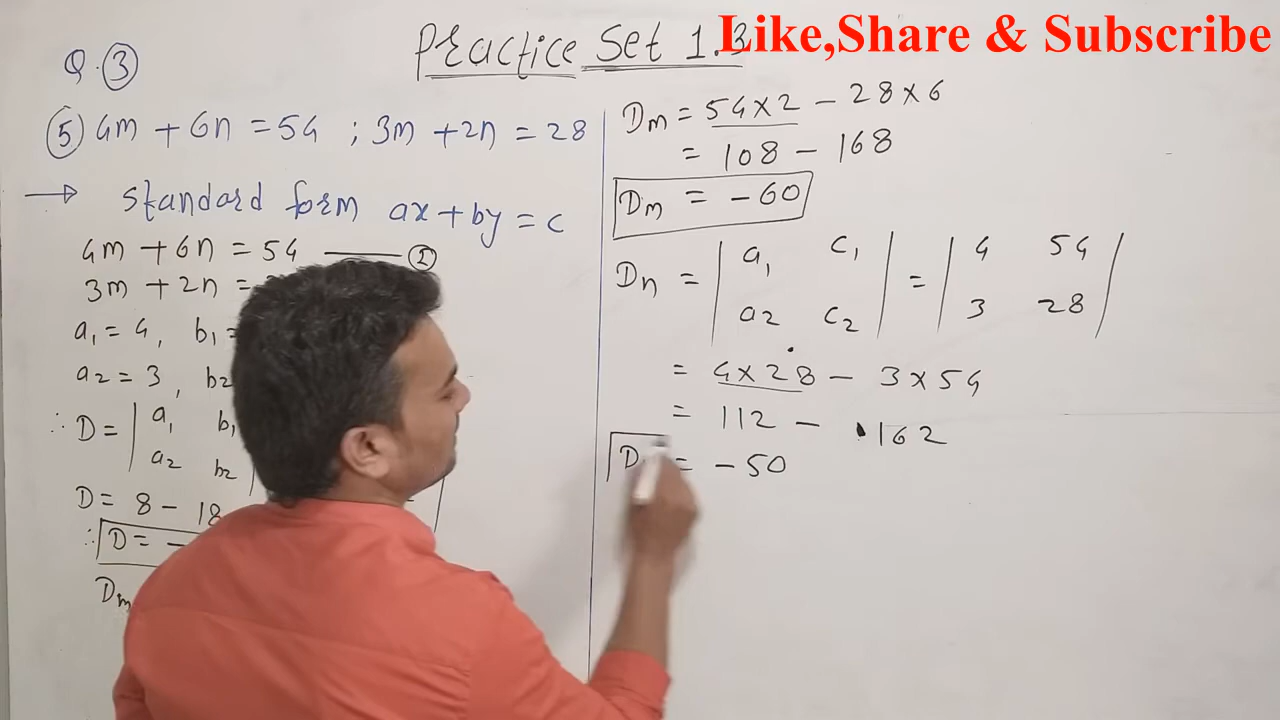 Practice Set 1.3
Like,Share & Subscribe
Q.3
5 4m + 6n = 54 ; 3m + 2n = 28
→ standard form ax + by = c
4m + 6n = 54 —— I
3m + 2n =
a₁ = 4, b₁ =
a₂ = 3, b₂
∴ D = | a₁ b₁
a₂ b₂
D = 8 - 18
∴ D = -
Dm
Dm = 54×2 - 28×6
= 108 - 168
Dm = -60
Dn = | a₁ c₁ | = | 4 54 |
a₂ c₂ 3 28
= 4×28 - 3×54
= 112 - 162
D = -50